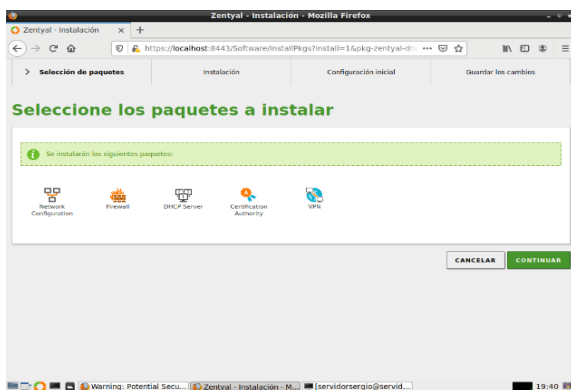 Zentyal - Instalación - Mozilla Firefox
Zentyal - Instalación
https://localhost:8443/Software/InstallPkgs?install=1&pkg-zentyal-dhc
Selección de paquetes
Instalación
Configuración inicial
Guardar los cambios
Seleccione los paquetes a instalar
Se instalarán los siguientes paquetes:
Network
Configuration
Firewall
DHCP Server
Certification
Authority
VPN
CANCELAR
CONTINUAR
Warning: Potential Secu...
Zentyal - Instalación - M...
[servidorsergio@servid...
19:40